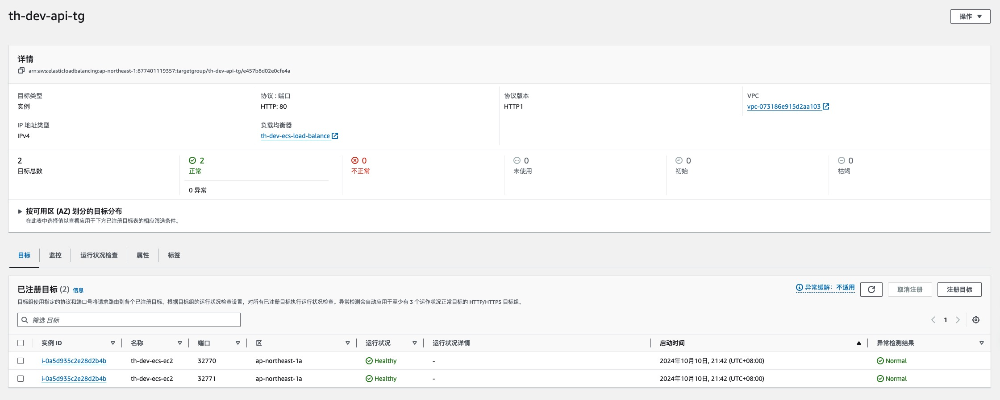 th-dev-api-tg
操作
详情
arn:aws:elasticloadbalancing:ap-northeast-1:877401119357:targetgroup/th-dev-api-tg/e457b8d02e0cfe4a
目标类型
实例
协议 : 端口
HTTP: 80
协议版本
HTTP1
VPC
vpc-073186e915d2aa103
IP 地址类型
IPv4
负载均衡器
th-dev-ecs-load-balance
2
目标总数
2
正常
0 异常
0
不正常
0
未使用
0
初始
0
枯竭
按可用区 (AZ) 划分的目标分布
在此表中选择值以查看应用于下方已注册目标表的相应筛选条件。
目标 监控 运行状况检查 属性 标签
已注册目标 (2) 信息
异常缓解：不适用
取消注册
注册目标
目标组使用指定的协议和端口号将请求路由到各个已注册目标。根据目标组的运行状况检查设置，对所有已注册目标执行运行状况检查。异常检测会自动应用于至少有 3 个运作状况正常目标的 HTTP/HTTPS 目标组。
筛选 目标
1
实例 ID 名称 端口 区 运行状况 运行状况详情 启动时间 异常检测结果
i-0a5d935c2e28d2b4b th-dev-ecs-ec2 32770 ap-northeast-1a Healthy - 2024年10月10日, 21:42 (UTC+08:00) Normal
i-0a5d935c2e28d2b4b th-dev-ecs-ec2 32771 ap-northeast-1a Healthy - 2024年10月10日, 21:42 (UTC+08:00) Normal